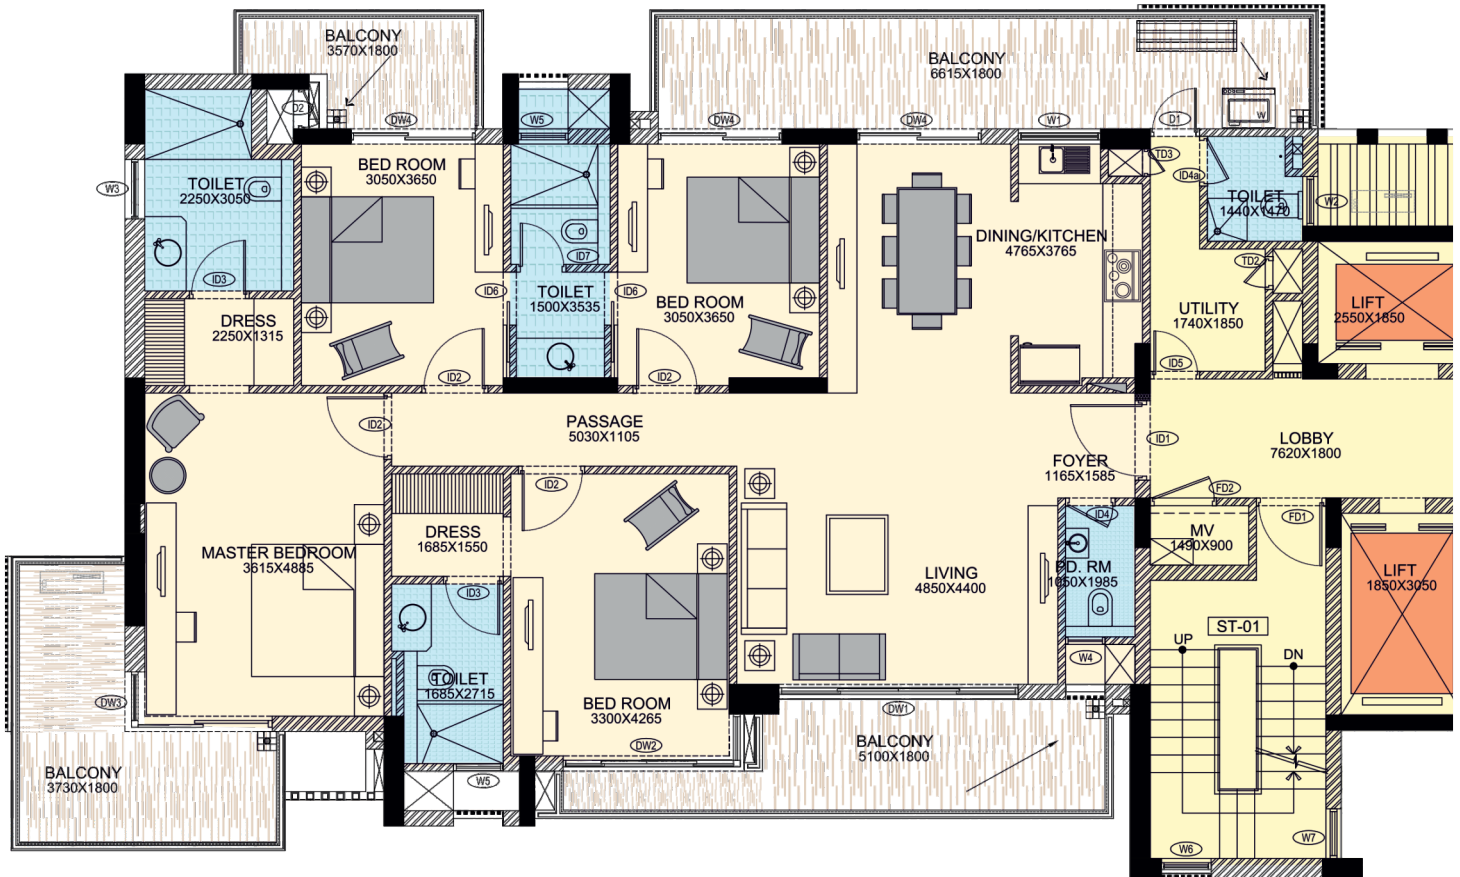 BALCONY
3570X1800
BALCONY
6615X1800
D2
DW4
W5
DW4
DW4
W1
D1
W
W3
TOILET
2250X3050
BED ROOM
3050X3650
TD3
ID4a
TOILET
1440X1470
W2
DINING/KITCHEN
4765X3765
ID3
ID7
TD2
ID6
TOILET
1500X3535
ID6
BED ROOM
3050X3650
UTILITY
1740X1850
LIFT
2550X1850
DRESS
2250X1315
ID2
ID2
ID5
ID2
PASSAGE
5030X1105
ID1
LOBBY
7620X1800
FOYER
1165X1585
ID2
FD2
ID4
FD1
DRESS
1685X1550
MV
1490X900
MASTER BEDROOM
3615X4885
LIVING
4850X4400
PD. RM
1050X1985
LIFT
1850X3050
ID3
ST-01
UP
DN
W4
TOILET
1685X2715
DW3
BED ROOM
3300X4265
DW1
DW2
BALCONY
5100X1800
BALCONY
3730X1800
W5
W7
W6